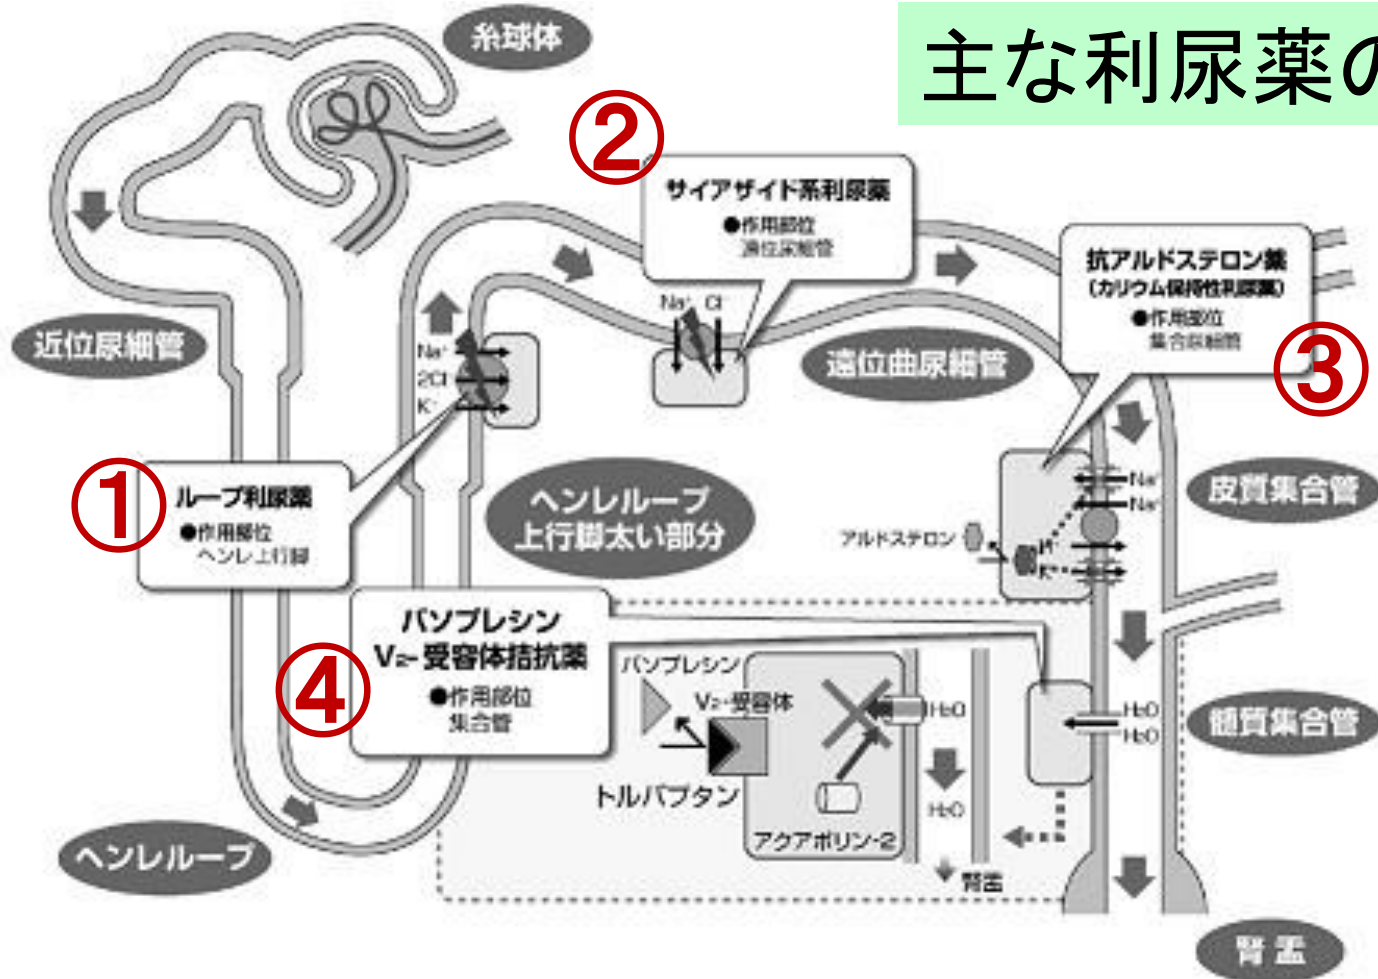 主な利尿薬の
糸球体
②
サイアザイド系利尿薬
●作用部位
遠位尿細管
抗アルドステロン薬
(カリウム保持性利尿薬)
●作用部位
集合尿細管
③
近位尿細管
Na⁺
2Cl⁻
K⁺
Na⁺ Cl⁻
遠位曲尿細管
①
ループ利尿薬
●作用部位
ヘンレ上行脚
ヘンレループ
上行脚太い部分
アルドステロン
Na⁺
Na⁺
K⁺
K⁺
皮質集合管
④
バソプレシン
V₂-受容体拮抗薬
●作用部位
集合管
バソプレシン
V₂-受容体
トルバプタン
アクアポリン-2
H₂O
H₂O
腎盂
H₂O
H₂O
髄質集合管
ヘンレループ
腎盂